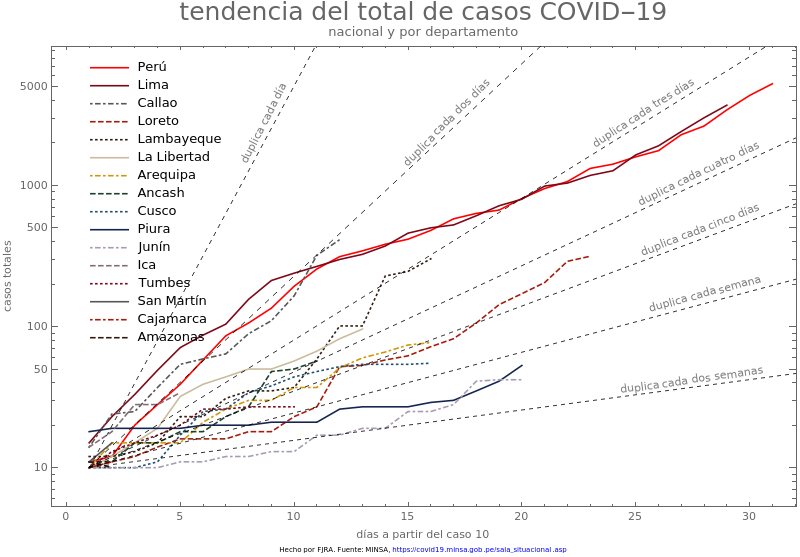 tendencia del total de casos COVID–19
nacional y por departamento
Perú
Lima
Callao
Loreto
Lambayeque
La Libertad
Arequipa
Ancash
Cusco
Piura
Junín
Ica
Tumbes
San Martín
Cajamarca
Amazonas
duplica cada día
duplica cada dos días
duplica cada tres días
duplica cada cuatro días
duplica cada cinco días
duplica cada semana
duplica cada dos semanas
casos totales
5000
1000
500
100
50
10
0 5 10 15 20 25 30
días a partir del caso 10
Hecho por FJRA. Fuente: MINSA, https://covid19.minsa.gob.pe/sala_situacional.asp